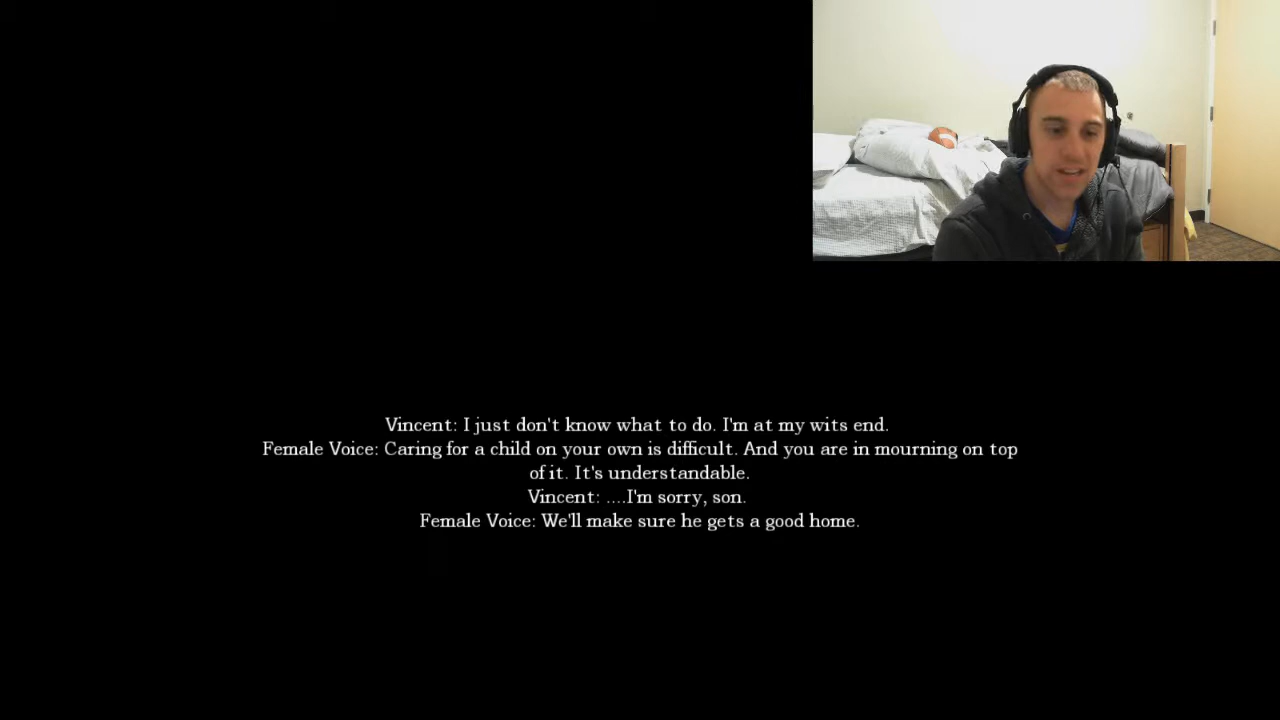 Vincent: I just don't know what to do. I'm at my wits end.
Female Voice: Caring for a child on your own is difficult. And you are in mourning on top
of it. It's understandable.
Vincent: ....I'm sorry, son.
Female Voice: We'll make sure he gets a good home.